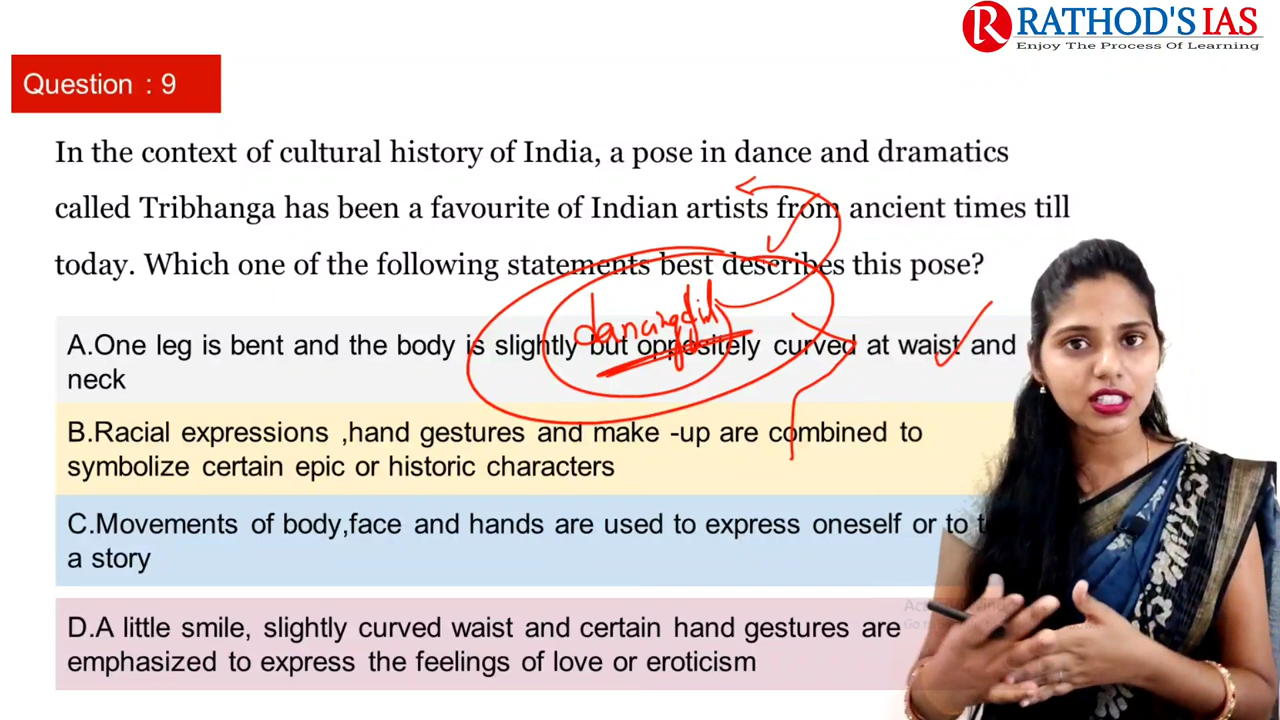 RATHOD'S IAS
Enjoy The Process Of Learning
Question : 9
In the context of cultural history of India, a pose in dance and dramatics
called Tribhanga has been a favourite of Indian artists from ancient times till
today. Which one of the following statements best describes this pose?
dancing girl
A.One leg is bent and the body is slightly but oppositely curved at waist and
neck
B.Racial expressions ,hand gestures and make -up are combined to
symbolize certain epic or historic characters
C.Movements of body,face and hands are used to express oneself or to
a story
D.A little smile, slightly curved waist and certain hand gestures are
emphasized to express the feelings of love or eroticism